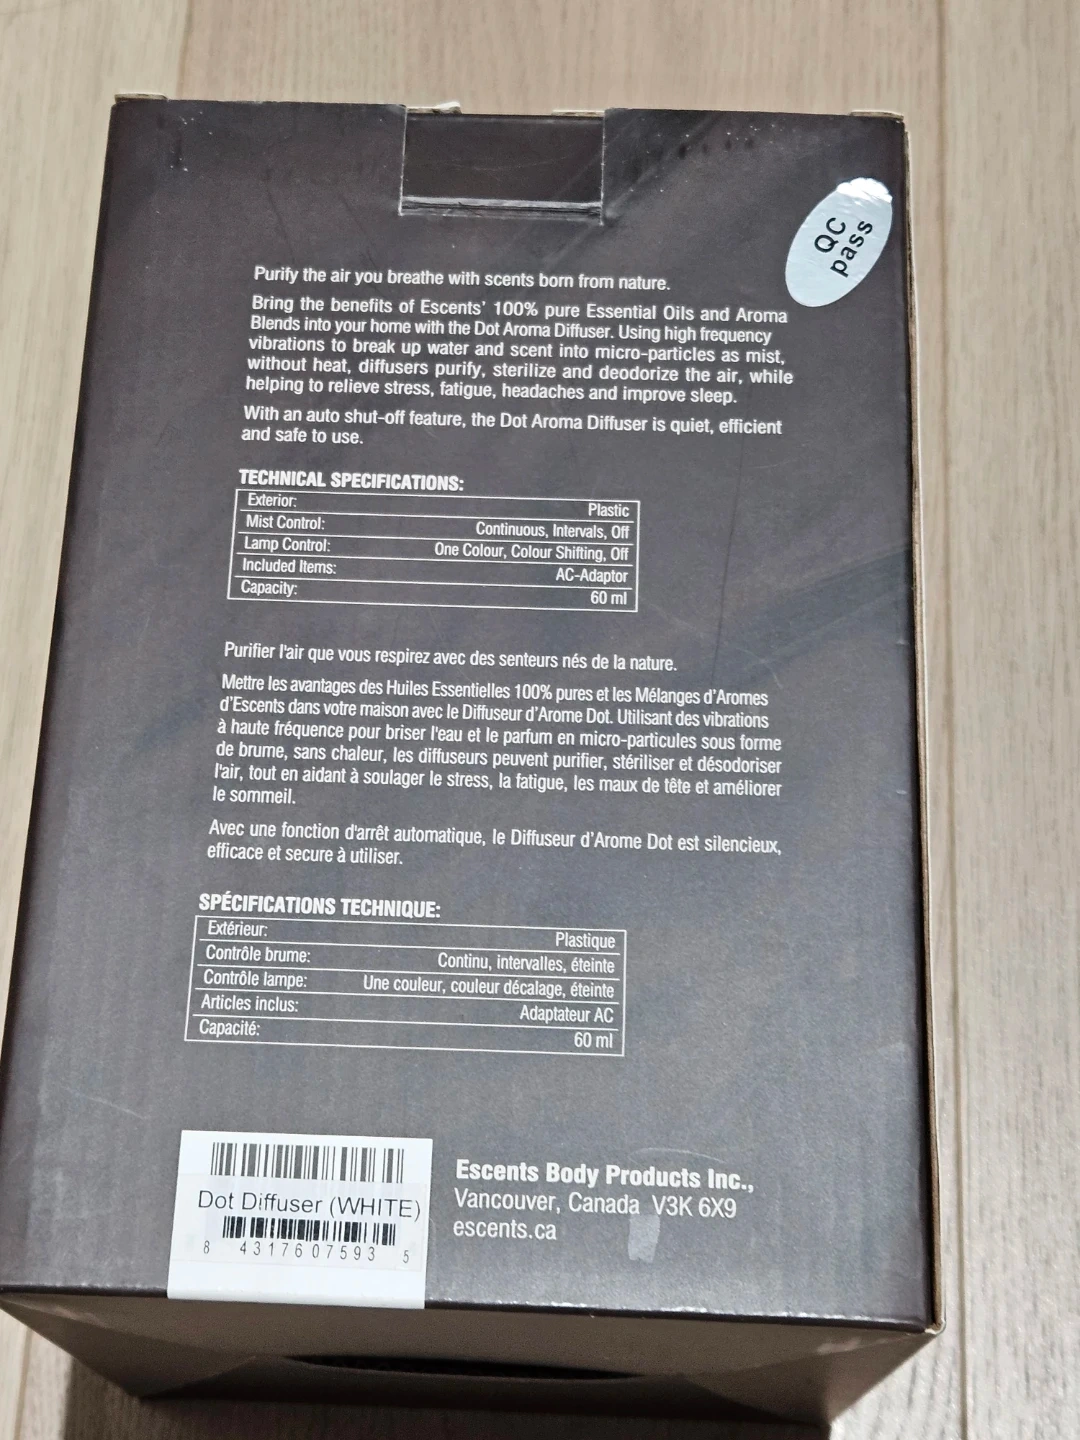 QC
pass
Purify the air you breathe with scents born from nature.
Bring the benefits of Escents' 100% pure Essential Oils and Aroma
Blends into your home with the Dot Aroma Diffuser. Using high frequency
vibrations to break up water and scent into micro-particles as mist,
without heat, diffusers purify, sterilize and deodorize the air, while
helping to relieve stress, fatigue, headaches and improve sleep.
With an auto shut-off feature, the Dot Aroma Diffuser is quiet, efficient
and safe to use.
TECHNICAL SPECIFICATIONS:
Exterior: Plastic
Mist Control: Continuous, Intervals, Off
Lamp Control: One Colour, Colour Shifting, Off
Included Items: AC-Adaptor
Capacity: 60 ml
Purifier l'air que vous respirez avec des senteurs nés de la nature.
Mettre les avantages des Huiles Essentielles 100% pures et les Mélanges d'Aromes
d'Escents dans votre maison avec le Diffuseur d'Arome Dot. Utilisant des vibrations
à haute fréquence pour briser l'eau et le parfum en micro-particules sous forme
de brume, sans chaleur, les diffuseurs peuvent purifier, stériliser et désodoriser
l'air, tout en aidant à soulager le stress, la fatigue, les maux de tête et améliorer
le sommeil.
Avec une fonction d'arrêt automatique, le Diffuseur d'Arome Dot est silencieux,
efficace et secure à utiliser.
SPÉCIFICATIONS TECHNIQUE:
Extérieur: Plastique
Contrôle brume: Continu, intervalles, éteinte
Contrôle lampe: Une couleur, couleur décalage, éteinte
Articles inclus: Adaptateur AC
Capacité: 60 ml
Dot Diffuser (WHITE)
8 4317607593 5
Escents Body Products Inc.,
Vancouver, Canada V3K 6X9
escents.ca